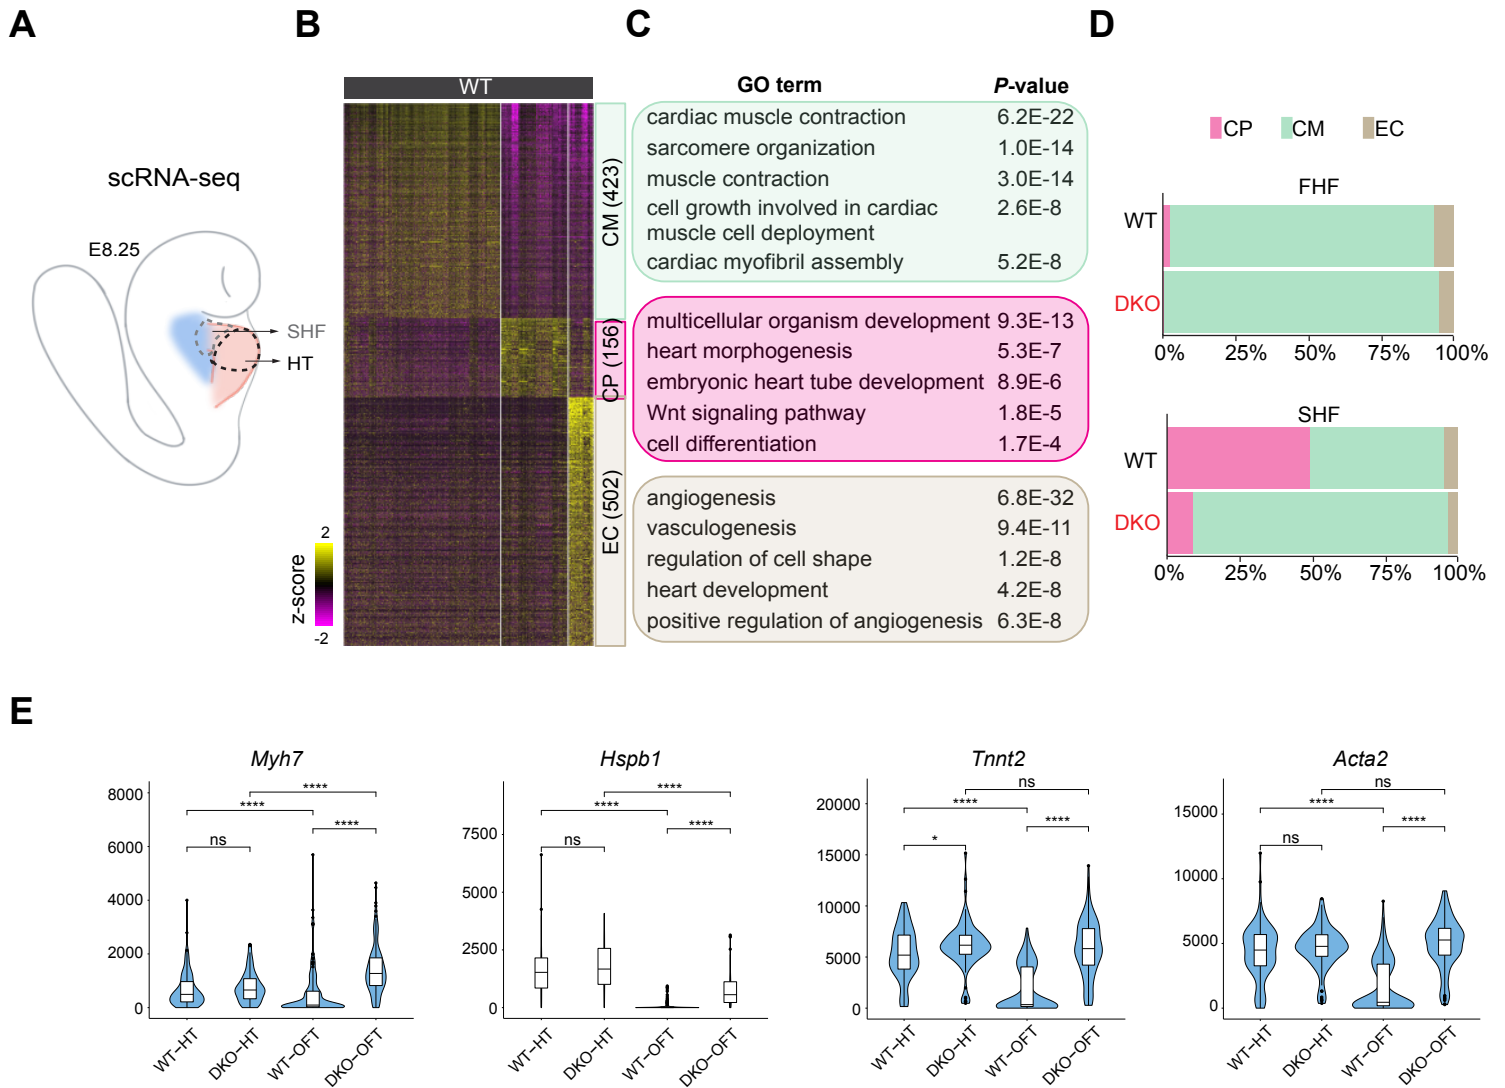 A
B
C
D
scRNA-seq
E8.25
SHF
HT
WT
z-score
2
-2
CM (423)
CP (156)
EC (502)
GO term P-value
cardiac muscle contraction 6.2E-22
sarcomere organization 1.0E-14
muscle contraction 3.0E-14
cell growth involved in cardiac 2.6E-8
muscle cell deployment
cardiac myofibril assembly 5.2E-8
multicellular organism development 9.3E-13
heart morphogenesis 5.3E-7
embryonic heart tube development 8.9E-6
Wnt signaling pathway 1.8E-5
cell differentiation 1.7E-4
angiogenesis 6.8E-32
vasculogenesis 9.4E-11
regulation of cell shape 1.2E-8
heart development 4.2E-8
positive regulation of angiogenesis 6.3E-8
CP CM EC
FHF
WT
DKO
0% 25% 50% 75% 100%
SHF
WT
DKO
0% 25% 50% 75% 100%
E
Myh7
8000
6000
4000
2000
0
****
****
****
ns
WT-HT DKO-HT WT-OFT DKO-OFT
Hspb1
7500
5000
2500
0
****
****
****
ns
WT-HT DKO-HT WT-OFT DKO-OFT
Tnnt2
20000
15000
10000
5000
0
ns
****
****
*
WT-HT DKO-HT WT-OFT DKO-OFT
Acta2
15000
10000
5000
0
ns
****
****
ns
WT-HT DKO-HT WT-OFT DKO-OFT